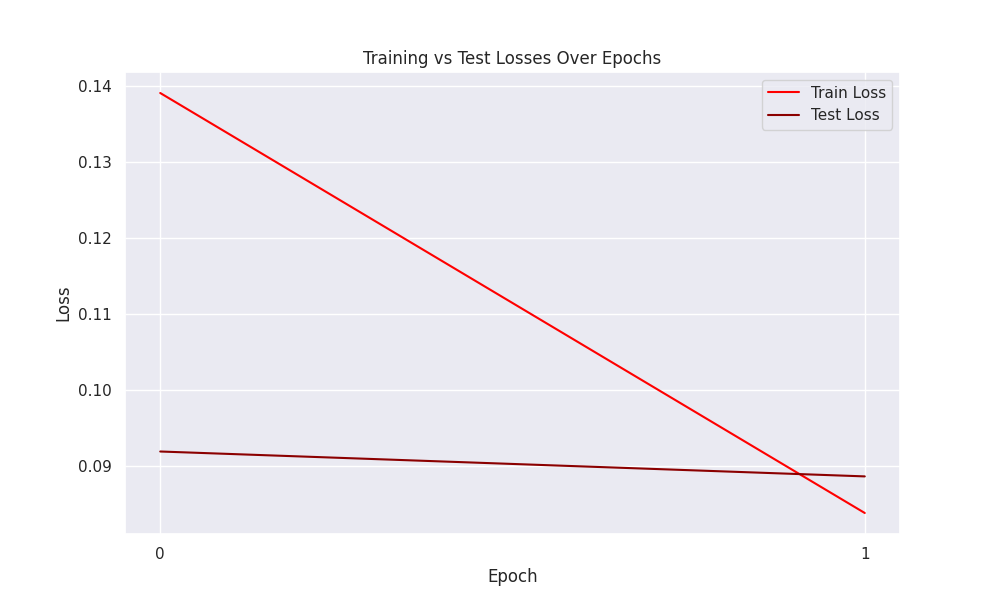 Training vs Test Losses Over Epochs
Train Loss
Test Loss
0.14
0.13
0.12
0.11
0.10
0.09
Loss
0
1
Epoch